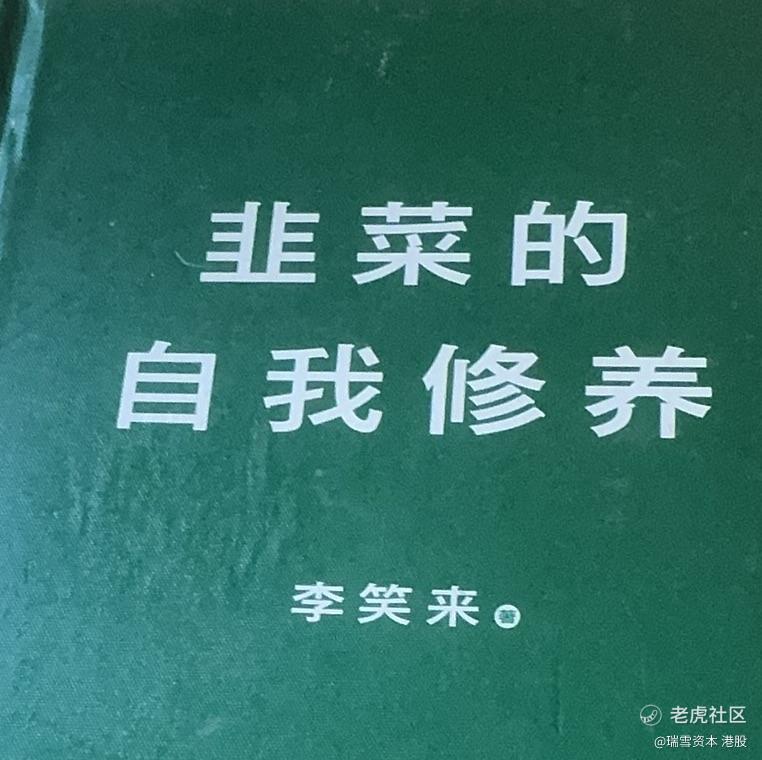 韭菜的
自我修养
李笑来 著
老虎社区
@瑞雪资本 港股